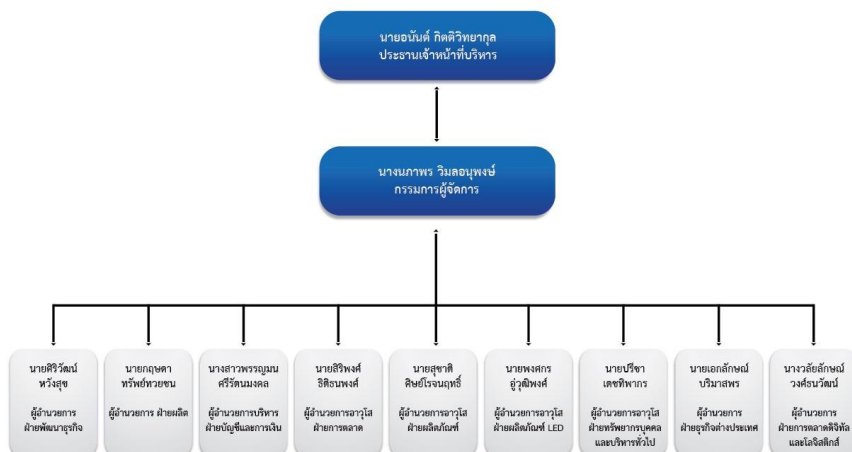 นายอนันต์ กิตติวิทยากุล
ประธานเจ้าหน้าที่บริหาร
นางนภาพร วิมลอนุพงษ์
กรรมการผู้จัดการ
นายศิริวัฒน์
หวังสุข
ผู้อำนวยการ
ฝ่ายพัฒนาธุรกิจ
นายกฤษดา
ทรัพย์ทวยชน
ผู้อำนวยการ ฝ่ายผลิต
นางสาวพรรญมน
ศรีรัตนมงคล
ผู้อำนวยการบริหาร
ฝ่ายบัญชีและการเงิน
นายสิริพงศ์
ธิติธนพงศ์
ผู้อำนวยการอาวุโส
ฝ่ายการตลาด
นายสุชาติ
ศิษย์โรจนฤทธิ์
ผู้อำนวยการอาวุโส
ฝ่ายผลิตภัณฑ์
นายพงศกร
อู่วุฒิพงศ์
ผู้อำนวยการอาวุโส
ฝ่ายผลิตภัณฑ์ LED
นายปรีชา
เดชทิพากร
ผู้อำนวยการอาวุโส
ฝ่ายทรัพยากรบุคคล
และบริหารทั่วไป
นายเอกลักษณ์
บริมาสพร
ผู้อำนวยการ
ฝ่ายธุรกิจต่างประเทศ
นางวลัยลักษณ์
วงศ์ธนวัฒน์
ผู้อำนวยการ
ฝ่ายการตลาดดิจิทัล
และโลจิสติกส์